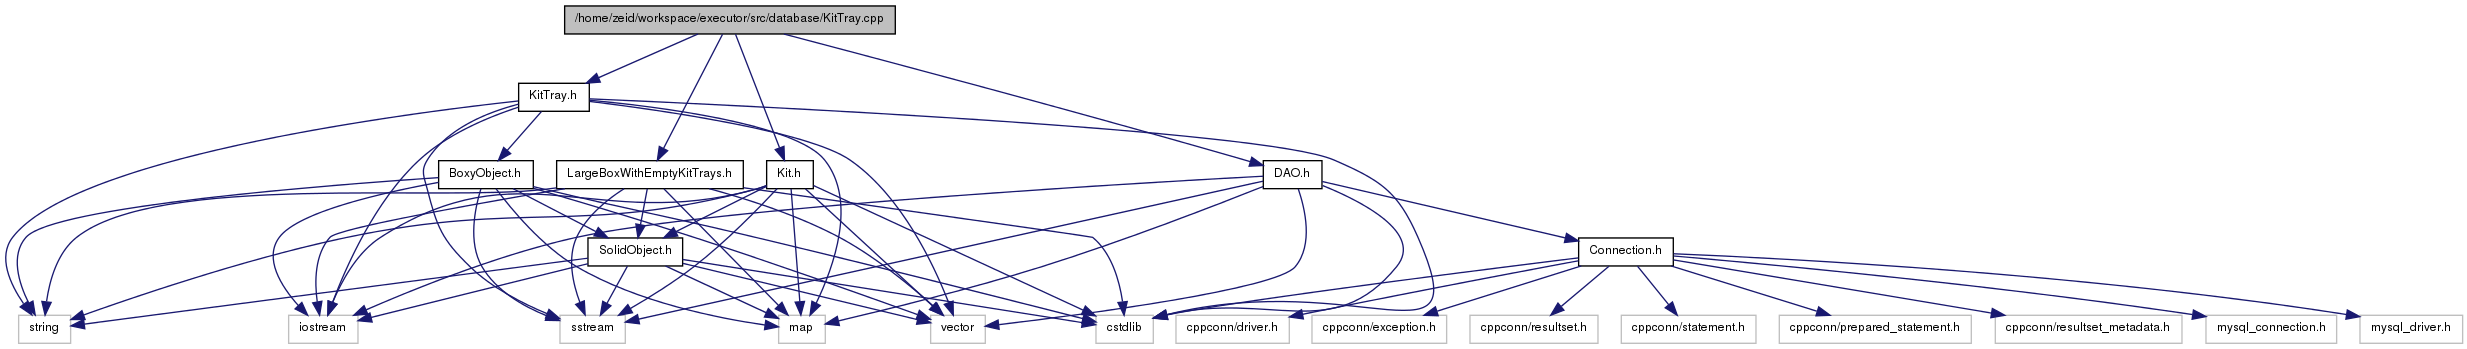 /home/zeid/workspace/executor/src/database/KitTray.cpp
KitTray.h
BoxyObject.h
LargeBoxWithEmptyKitTrays.h
Kit.h
DAO.h
SolidObject.h
Connection.h
string
iostream
sstream
map
vector
cstdlib
cppconn/driver.h
cppconn/exception.h
cppconn/resultset.h
cppconn/statement.h
cppconn/prepared_statement.h
cppconn/resultset_metadata.h
mysql_connection.h
mysql_driver.h